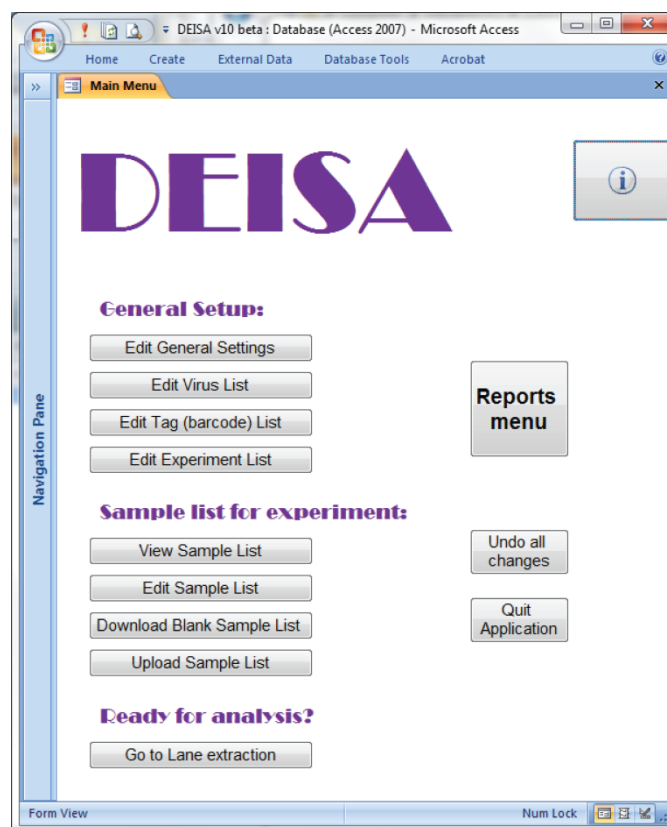 DEISA v10 beta : Database (Access 2007) - Microsoft Access
Home Create External Data Database Tools Acrobat
Main Menu
Navigation Pane
DEISA
General Setup:
Edit General Settings
Edit Virus List
Edit Tag (barcode) List
Edit Experiment List
Reports
menu
Sample list for experiment:
View Sample List
Edit Sample List
Download Blank Sample List
Upload Sample List
Undo all
changes
Quit
Application
Ready for analysis?
Go to Lane extraction
Form View Num Lock